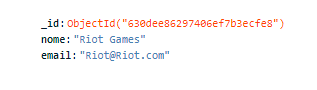 _id: ObjectId("630dee86297406ef7b3ecfe8")
nome: "Riot Games"
email: "Riot@Riot.com"